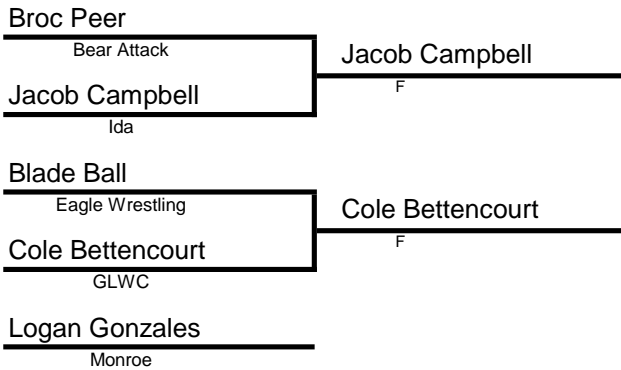 Broc Peer
Bear Attack
Jacob Campbell
F
Jacob Campbell
Ida
Blade Ball
Eagle Wrestling
Cole Bettencourt
F
Cole Bettencourt
GLWC
Logan Gonzales
Monroe